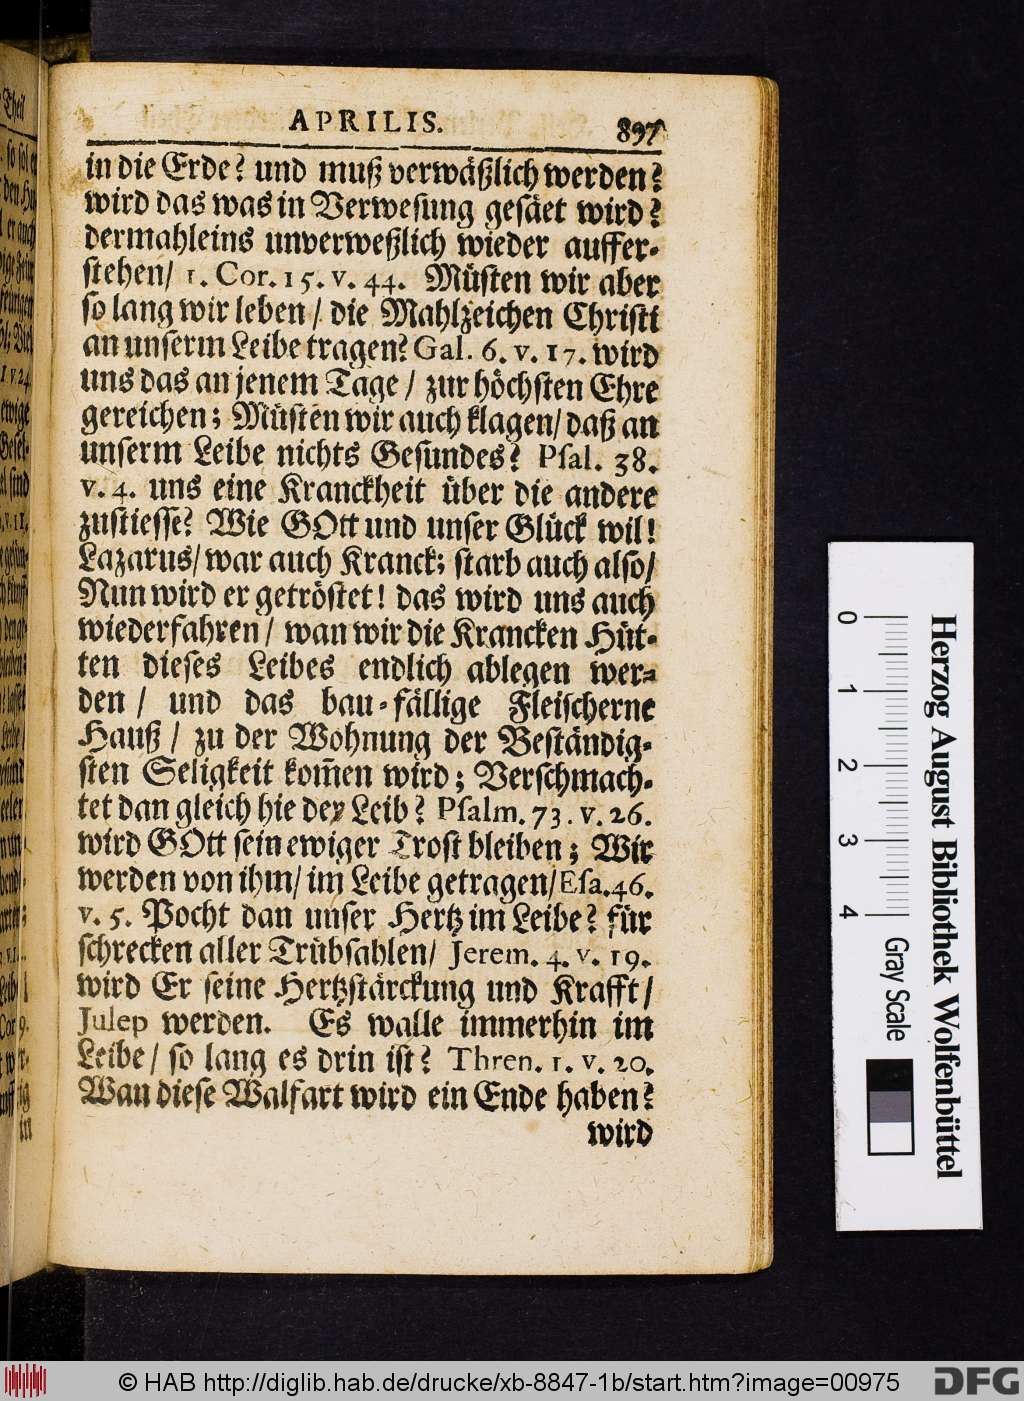 APRILIS. 897
in die Erde? und muß verwäßlich werden?
wird das was in Verwesung gesäet wird?
dermahleins unverweßlich wieder auffer-
stehen/ 1. Cor. 15. v. 44. Müsten wir aber
so lang wir leben / die Mahlzeichen Christi
an unserm Leibe tragen? Gal. 6. v. 17. wird
uns das an jenem Tage / zur höchsten Ehre
gereichen; Müsten wir auch klagen/ daß an
unserm Leibe nichts Gesundes? Psal. 38.
v. 4. uns eine Kranckheit über die andere
zustiesse? Wie GOtt und unser Glück wil!
Lazarus/ war auch Kranck; starb auch also/
Nun wird er getröstet! das wird uns auch
wiederfahren / wan wir die Krancken Hüt-
ten dieses Leibes endlich ablegen wer-
den / und das bau-fällige Fleischerne
Hauß / zu der Wohnung der Beständig-
sten Seligkeit kom̄en wird; Verschmach-
tet dan gleich hie der Leib? Psalm. 73. v. 26.
wird GOtt sein ewiger Trost bleiben; Wir
werden von ihm/ im Leibe getragen/ Esa. 46.
v. 5. Pocht dan unser Hertz im Leibe? für
schrecken aller Trübsahlen/ Jerem. 4. v. 19.
wird Er seine Hertzstärckung und Krafft/
Julep werden. Es walle immerhin im
Leibe/ so lang es drin ist? Thren. 1. v. 20.
Wan diese Walfart wird ein Ende haben?
wird
0 1 2 3 4 Gray Scale
Herzog August Bibliothek Wolfenbüttel
© HAB http://diglib.hab.de/drucke/xb-8847-1b/start.htm?image=00975
DFG